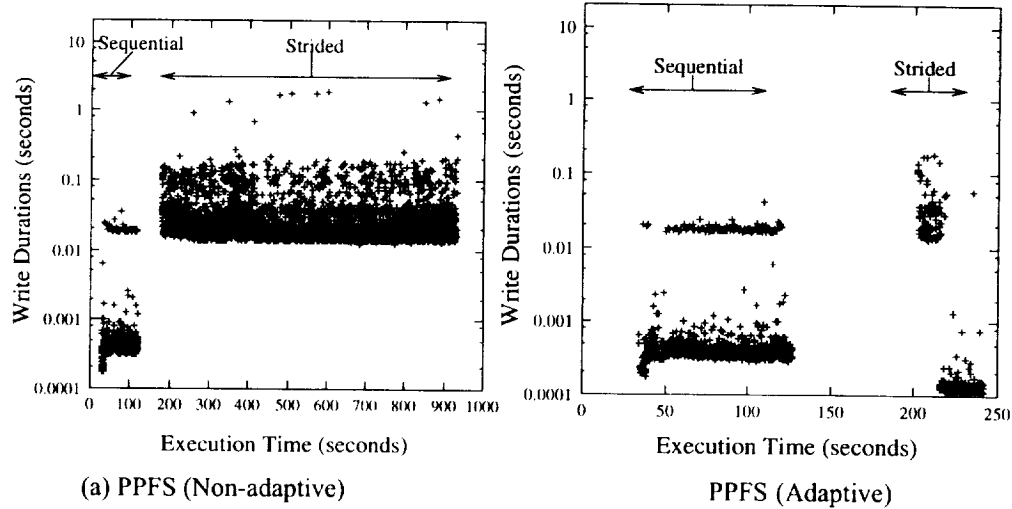 Sequential
Strided
10
1
0.1
0.01
0.001
0.0001
Write Durations (seconds)
0 100 200 300 400 500 600 700 800 900 1000
Execution Time (seconds)
(a) PPFS (Non-adaptive)
Sequential
Strided
10
1
0.1
0.01
0.001
0.0001
Write Durations (seconds)
0 50 100 150 200 250
Execution Time (seconds)
PPFS (Adaptive)